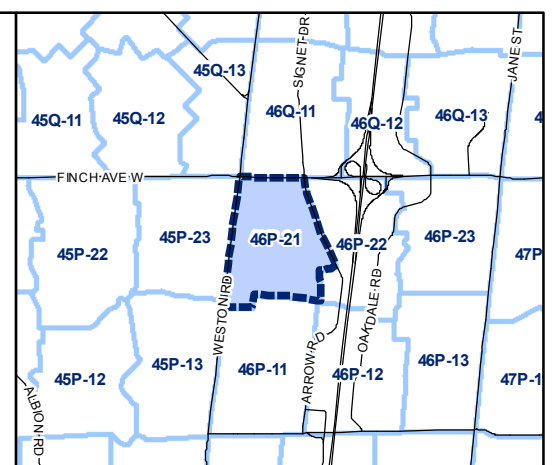 SIGNET DR
JANE ST
45Q-13
45Q-11
45Q-12
46Q-11
46Q-12
46Q-13
4
FINCH AVE W
45P-22
45P-23
46P-21
46P-22
46P-23
47P
WESTON RD
OAKDALE RD
ARROW RD
45P-12
45P-13
46P-11
46P-12
46P-13
47P-1
ALBION RD